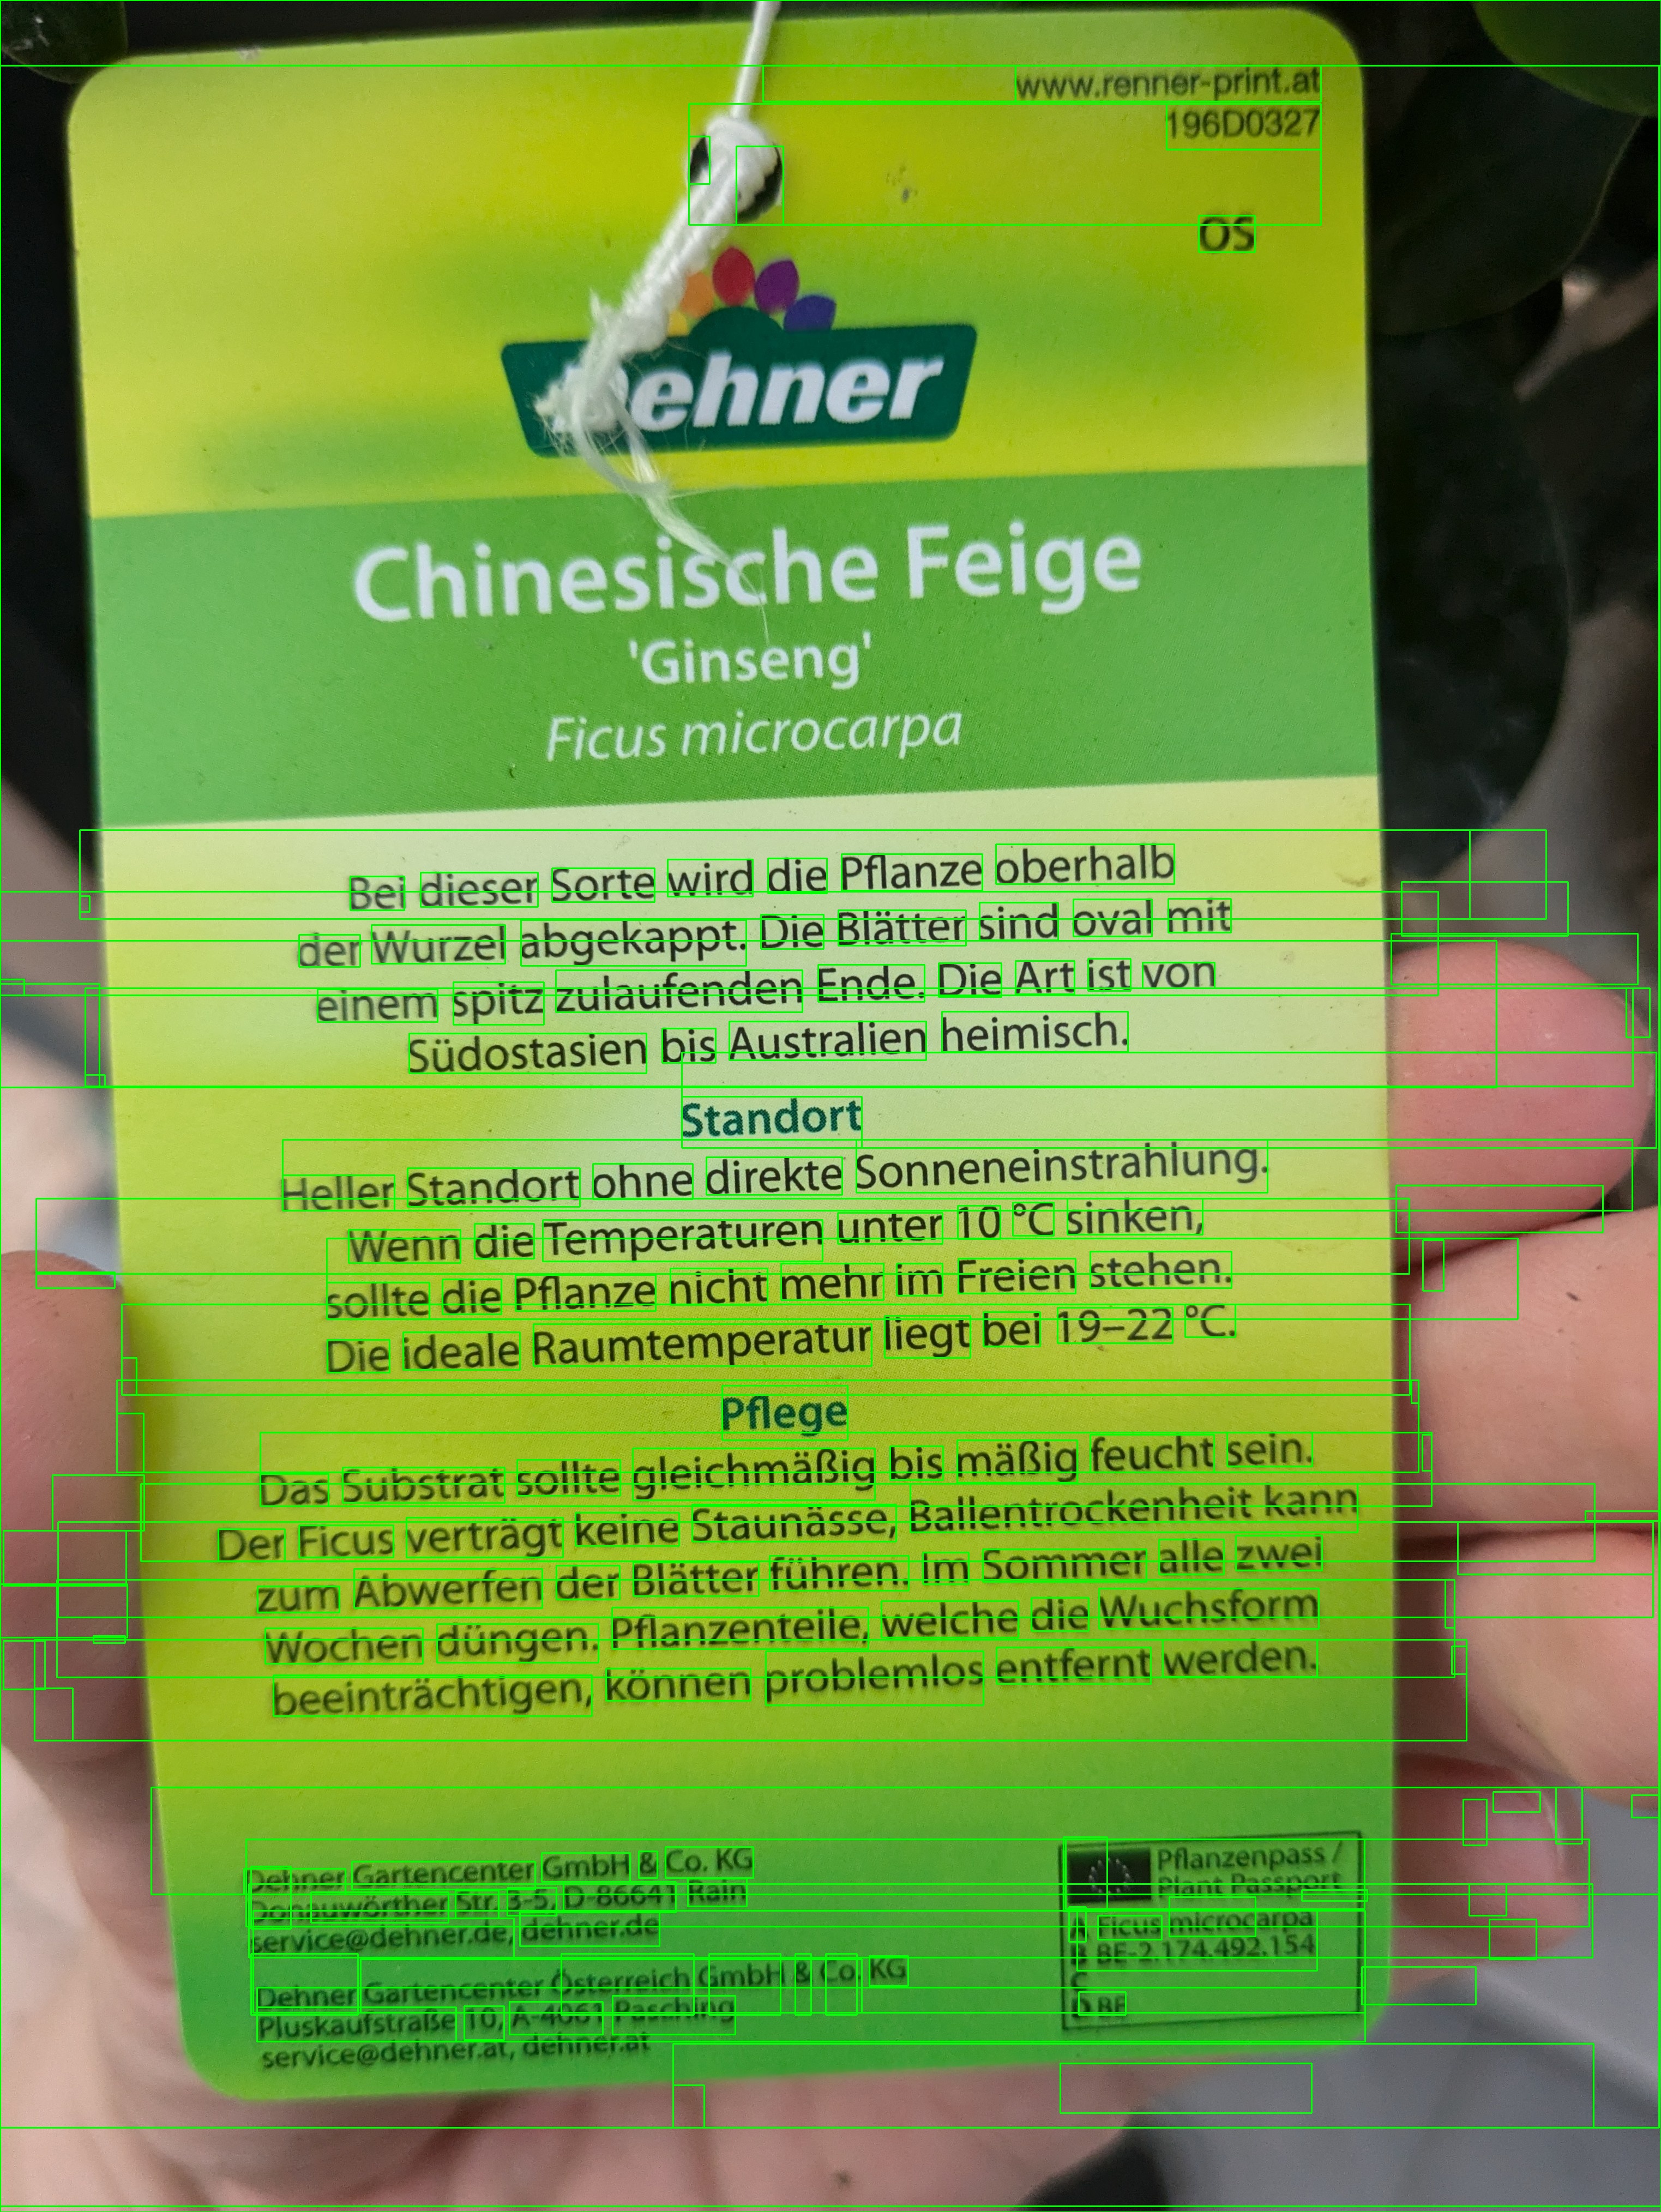 www.renner-print.at
196D0327
OS
Dehner
Chinesische Feige
'Ginseng'
Ficus microcarpa
Bei dieser Sorte wird die Pflanze oberhalb
der Wurzel abgekappt. Die Blätter sind oval mit
einem spitz zulaufenden Ende. Die Art ist von
Südostasien bis Australien heimisch.
Standort
Heller Standort ohne direkte Sonneneinstrahlung.
Wenn die Temperaturen unter 10 °C sinken,
sollte die Pflanze nicht mehr im Freien stehen.
Die ideale Raumtemperatur liegt bei 19–22 °C.
Pflege
Das Substrat sollte gleichmäßig bis mäßig feucht sein.
Der Ficus verträgt keine Staunässe, Ballentrockenheit kann
zum Abwerfen der Blätter führen. Im Sommer alle zwei
Wochen düngen. Pflanzenteile, welche die Wuchsform
beeinträchtigen, können problemlos entfernt werden.
Dehner Gartencenter GmbH & Co. KG
Donauwörther Str. 3-5, D-86641 Rain
service@dehner.de, dehner.de
Dehner Gartencenter Österreich GmbH & Co. KG
Pluskaufstraße 10, A-4061 Pasching
service@dehner.at, dehner.at
Pflanzenpass /
Plant Passport
A Ficus microcarpa
B BE-2.174.492.154
C
D BE